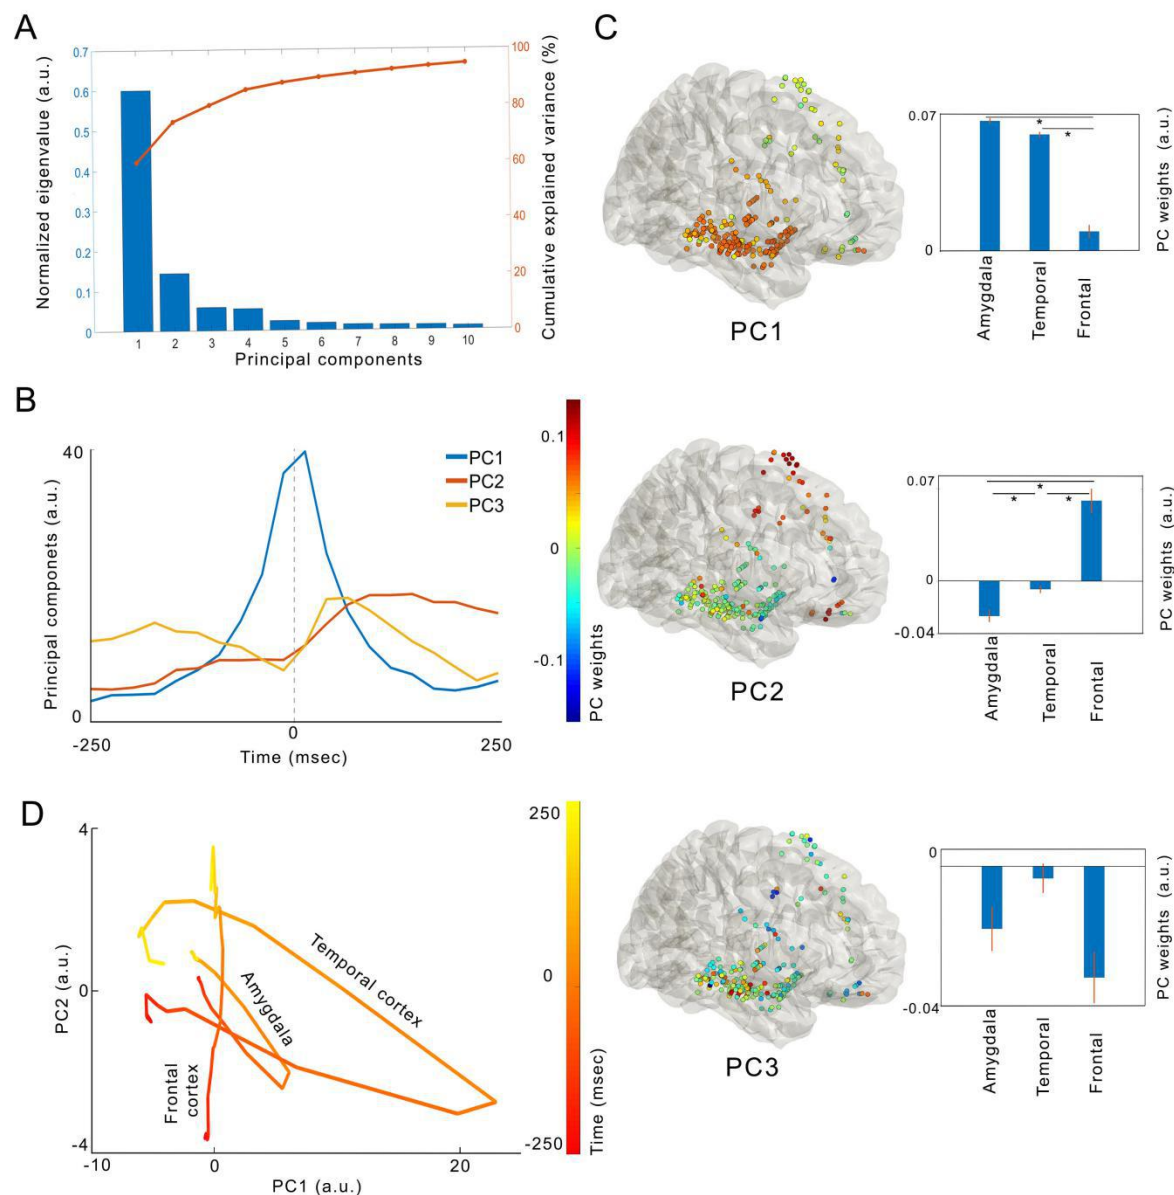 A
Normalized eigenvalue (a.u.)
0.7
0.6
0.5
0.4
0.3
0.2
0.1
0
100
80
60
40
20
0
Cumulative explained variance (%)
1 2 3 4 5 6 7 8 9 10
Principal components
B
Principal componets (a.u.)
40
0
PC1
PC2
PC3
-250 0 250
Time (msec)
0.1
0
-0.1
PC weights
C
PC1
0.07
0
PC weights (a.u.)
* *
Amygdala
Temporal
Frontal
PC2
0.07
0
-0.04
PC weights (a.u.)
*
* *
Amygdala
Temporal
Frontal
PC3
0
-0.04
PC weights (a.u.)
Amygdala
Temporal
Frontal
D
PC2 (a.u.)
4
0
-4
Temporal cortex
Amygdala
Frontal
cortex
-10 0 20
PC1 (a.u.)
250
0
-250
Time (msec)